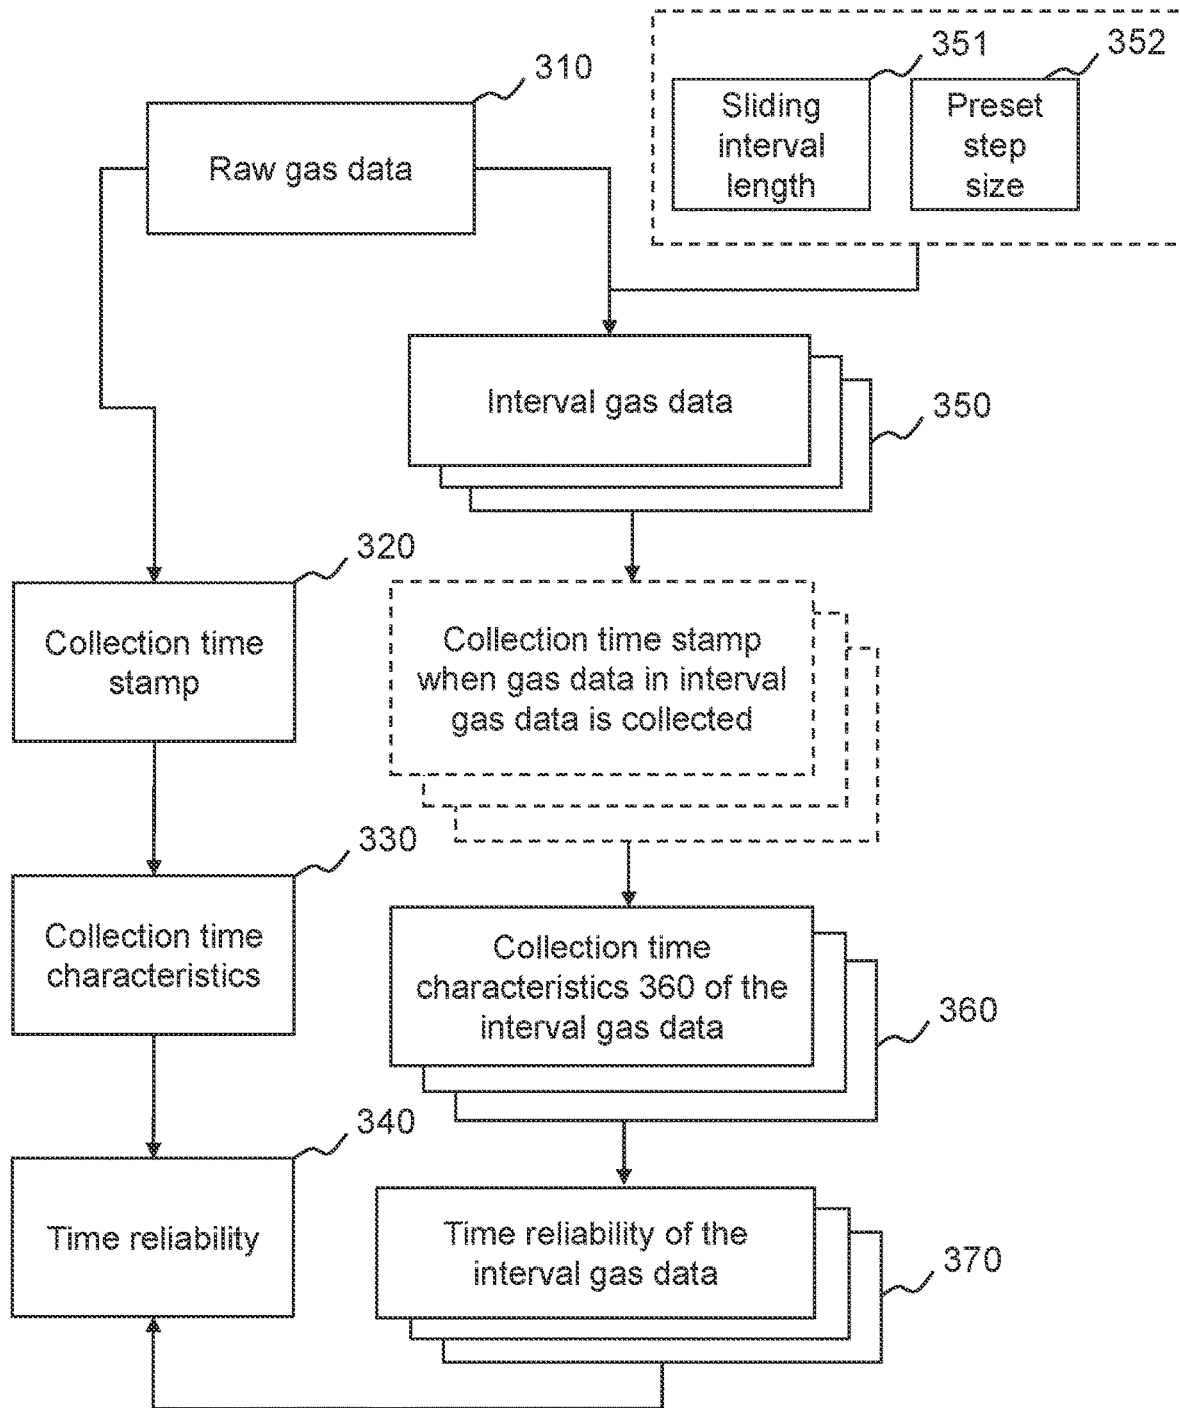 310
Raw gas data
351
352
Sliding
interval
length
Preset
step
size
Interval gas data
350
320
Collection time
stamp
Collection time stamp
when gas data in interval
gas data is collected
330
Collection time
characteristics
Collection time
characteristics 360 of the
interval gas data
360
340
Time reliability
Time reliability of the
interval gas data
370